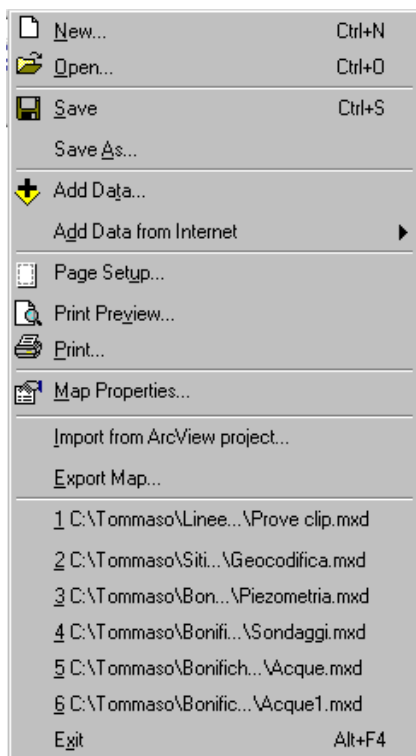 New... Ctrl+N
Open... Ctrl+O
Save Ctrl+S
Save As...
Add Data...
Add Data from Internet
Page Setup...
Print Preview...
Print...
Map Properties...
Import from ArcView project...
Export Map...
1 C:\Tommaso\Linee...\Prove clip.mxd
2 C:\Tommaso\Siti...\Geocodifica.mxd
3 C:\Tommaso\Bon...\Piezometria.mxd
4 C:\Tommaso\Bonifi...\Sondaggi.mxd
5 C:\Tommaso\Bonifich...\Acque.mxd
6 C:\Tommaso\Bonific...\Acque1.mxd
Exit Alt+F4